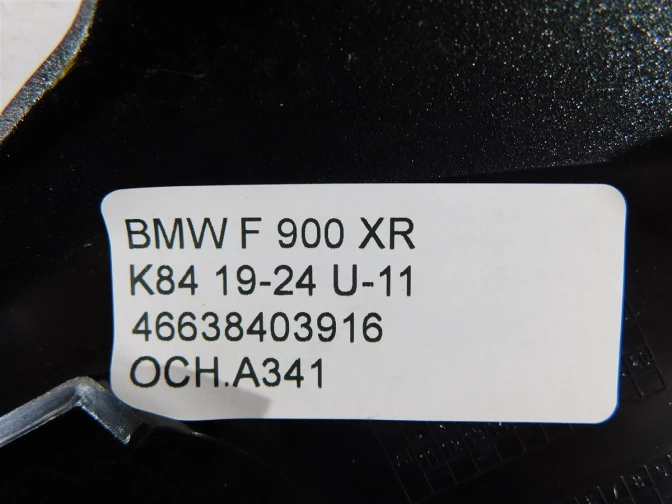 BMW F 900 XR
K84 19-24 U-11
46638403916
OCH.A341